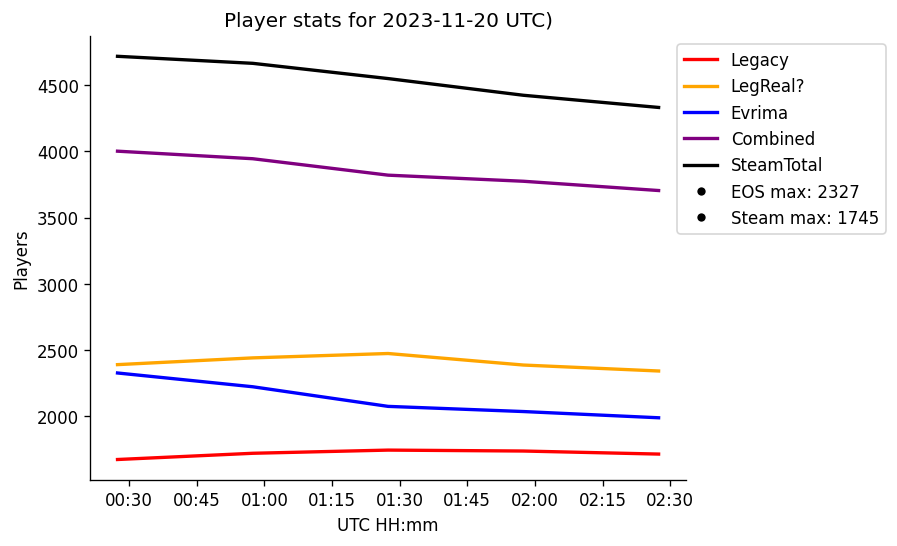 Player stats for 2023-11-20 UTC)
Legacy
LegReal?
Evrima
Combined
SteamTotal
EOS max: 2327
Steam max: 1745
Players
4500
4000
3500
3000
2500
2000
00:30 00:45 01:00 01:15 01:30 01:45 02:00 02:15 02:30
UTC HH:mm